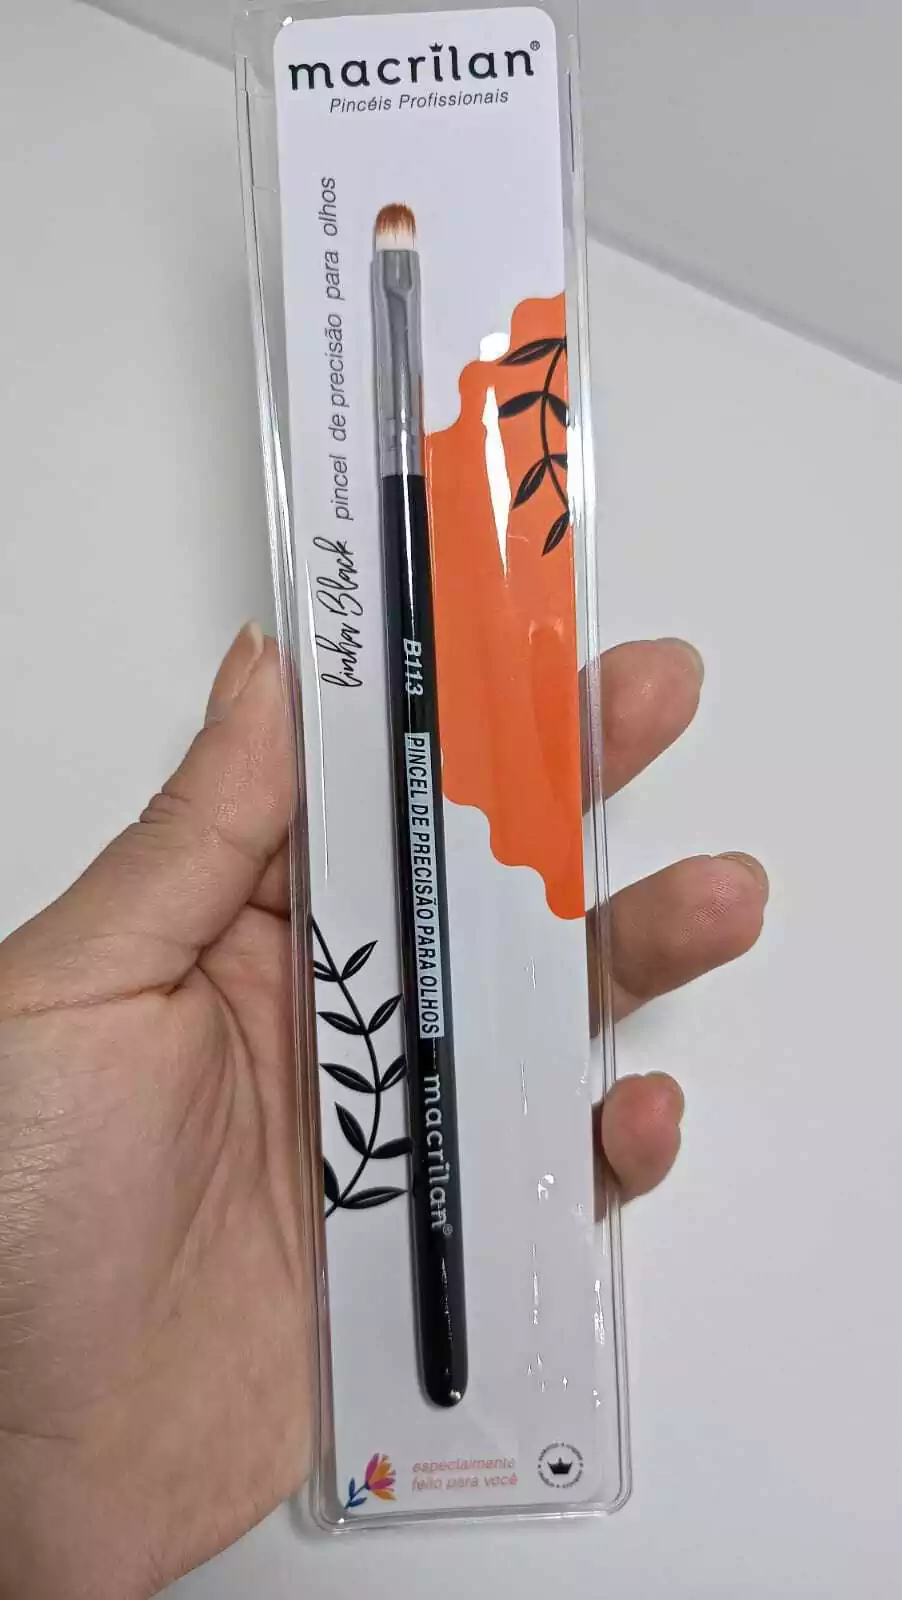 macrilan®
Pincéis Profissionais
linha Black pincel de precisão para olhos
B113 PINCEL DE PRECISÃO PARA OLHOS macrilan®
especialmente
feito para você